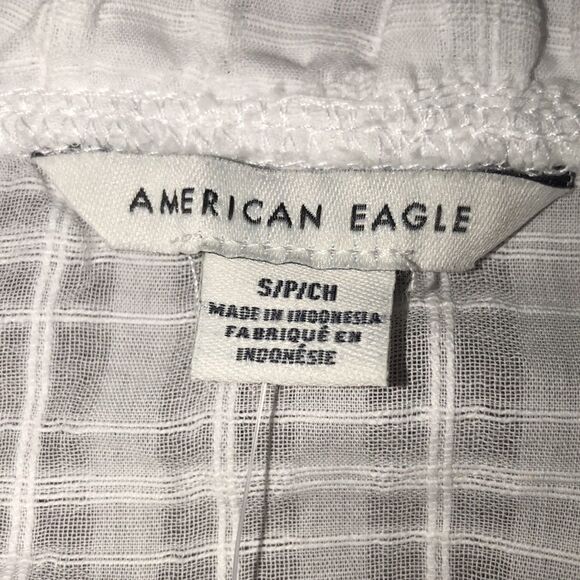 AMERICAN EAGLE
S/P/CH
MADE IN INDONESIA
FABRIQUÉ EN
INDONÉSIE